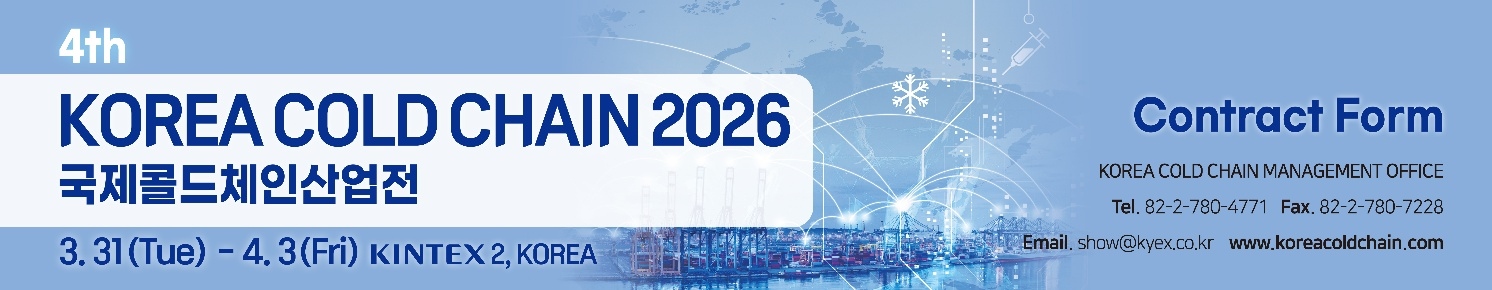 4th
KOREA COLD CHAIN 2026
국제콜드체인산업전
3. 31(Tue) - 4. 3(Fri) KINTEX 2, KOREA
Contract Form
KOREA COLD CHAIN MANAGEMENT OFFICE
Tel. 82-2-780-4771 Fax. 82-2-780-7228
Email. show@kyex.co.kr www.koreacoldchain.com